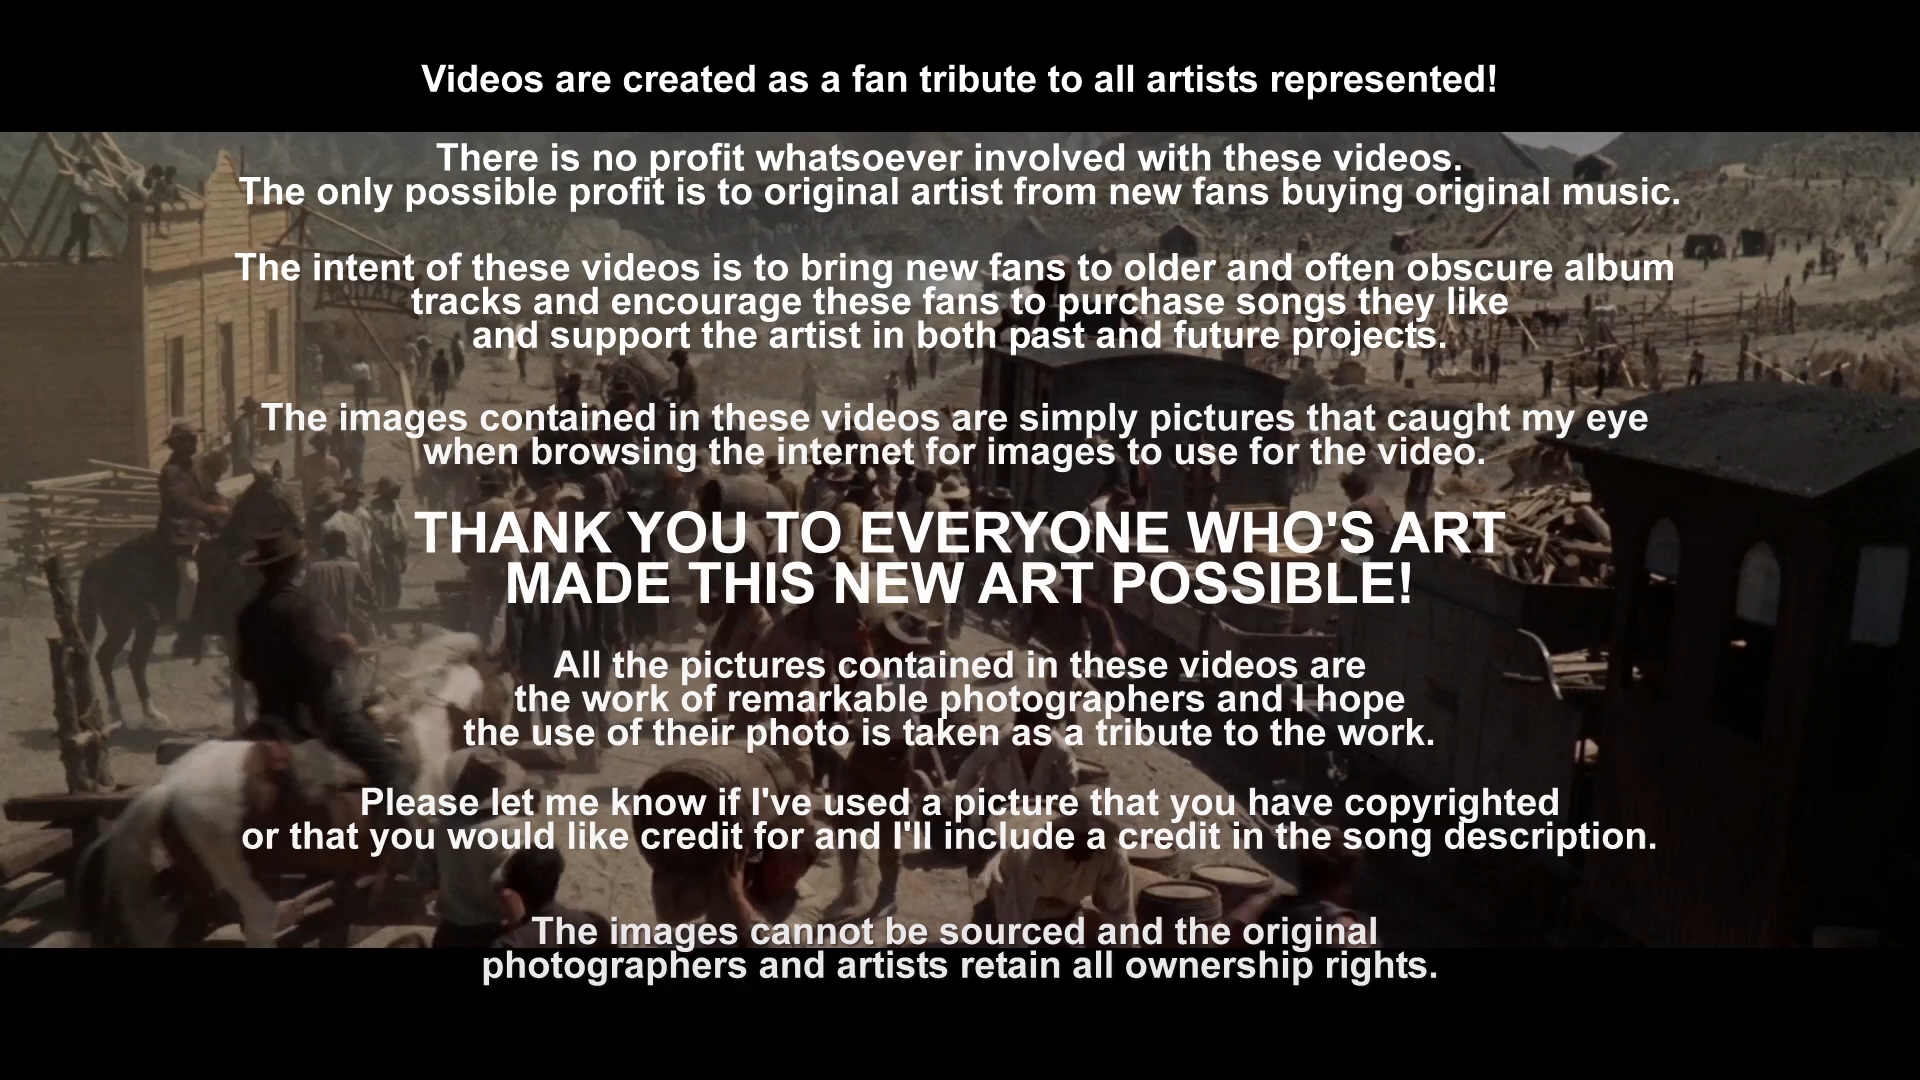 Videos are created as a fan tribute to all artists represented!
There is no profit whatsoever involved with these videos.
The only possible profit is to original artist from new fans buying original music.
The intent of these videos is to bring new fans to older and often obscure album
tracks and encourage these fans to purchase songs they like
and support the artist in both past and future projects.
The images contained in these videos are simply pictures that caught my eye
when browsing the internet for images to use for the video.
THANK YOU TO EVERYONE WHO'S ART
MADE THIS NEW ART POSSIBLE!
All the pictures contained in these videos are
the work of remarkable photographers and I hope
the use of their photo is taken as a tribute to the work.
Please let me know if I've used a picture that you have copyrighted
or that you would like credit for and I'll include a credit in the song description.
The images cannot be sourced and the original
photographers and artists retain all ownership rights.